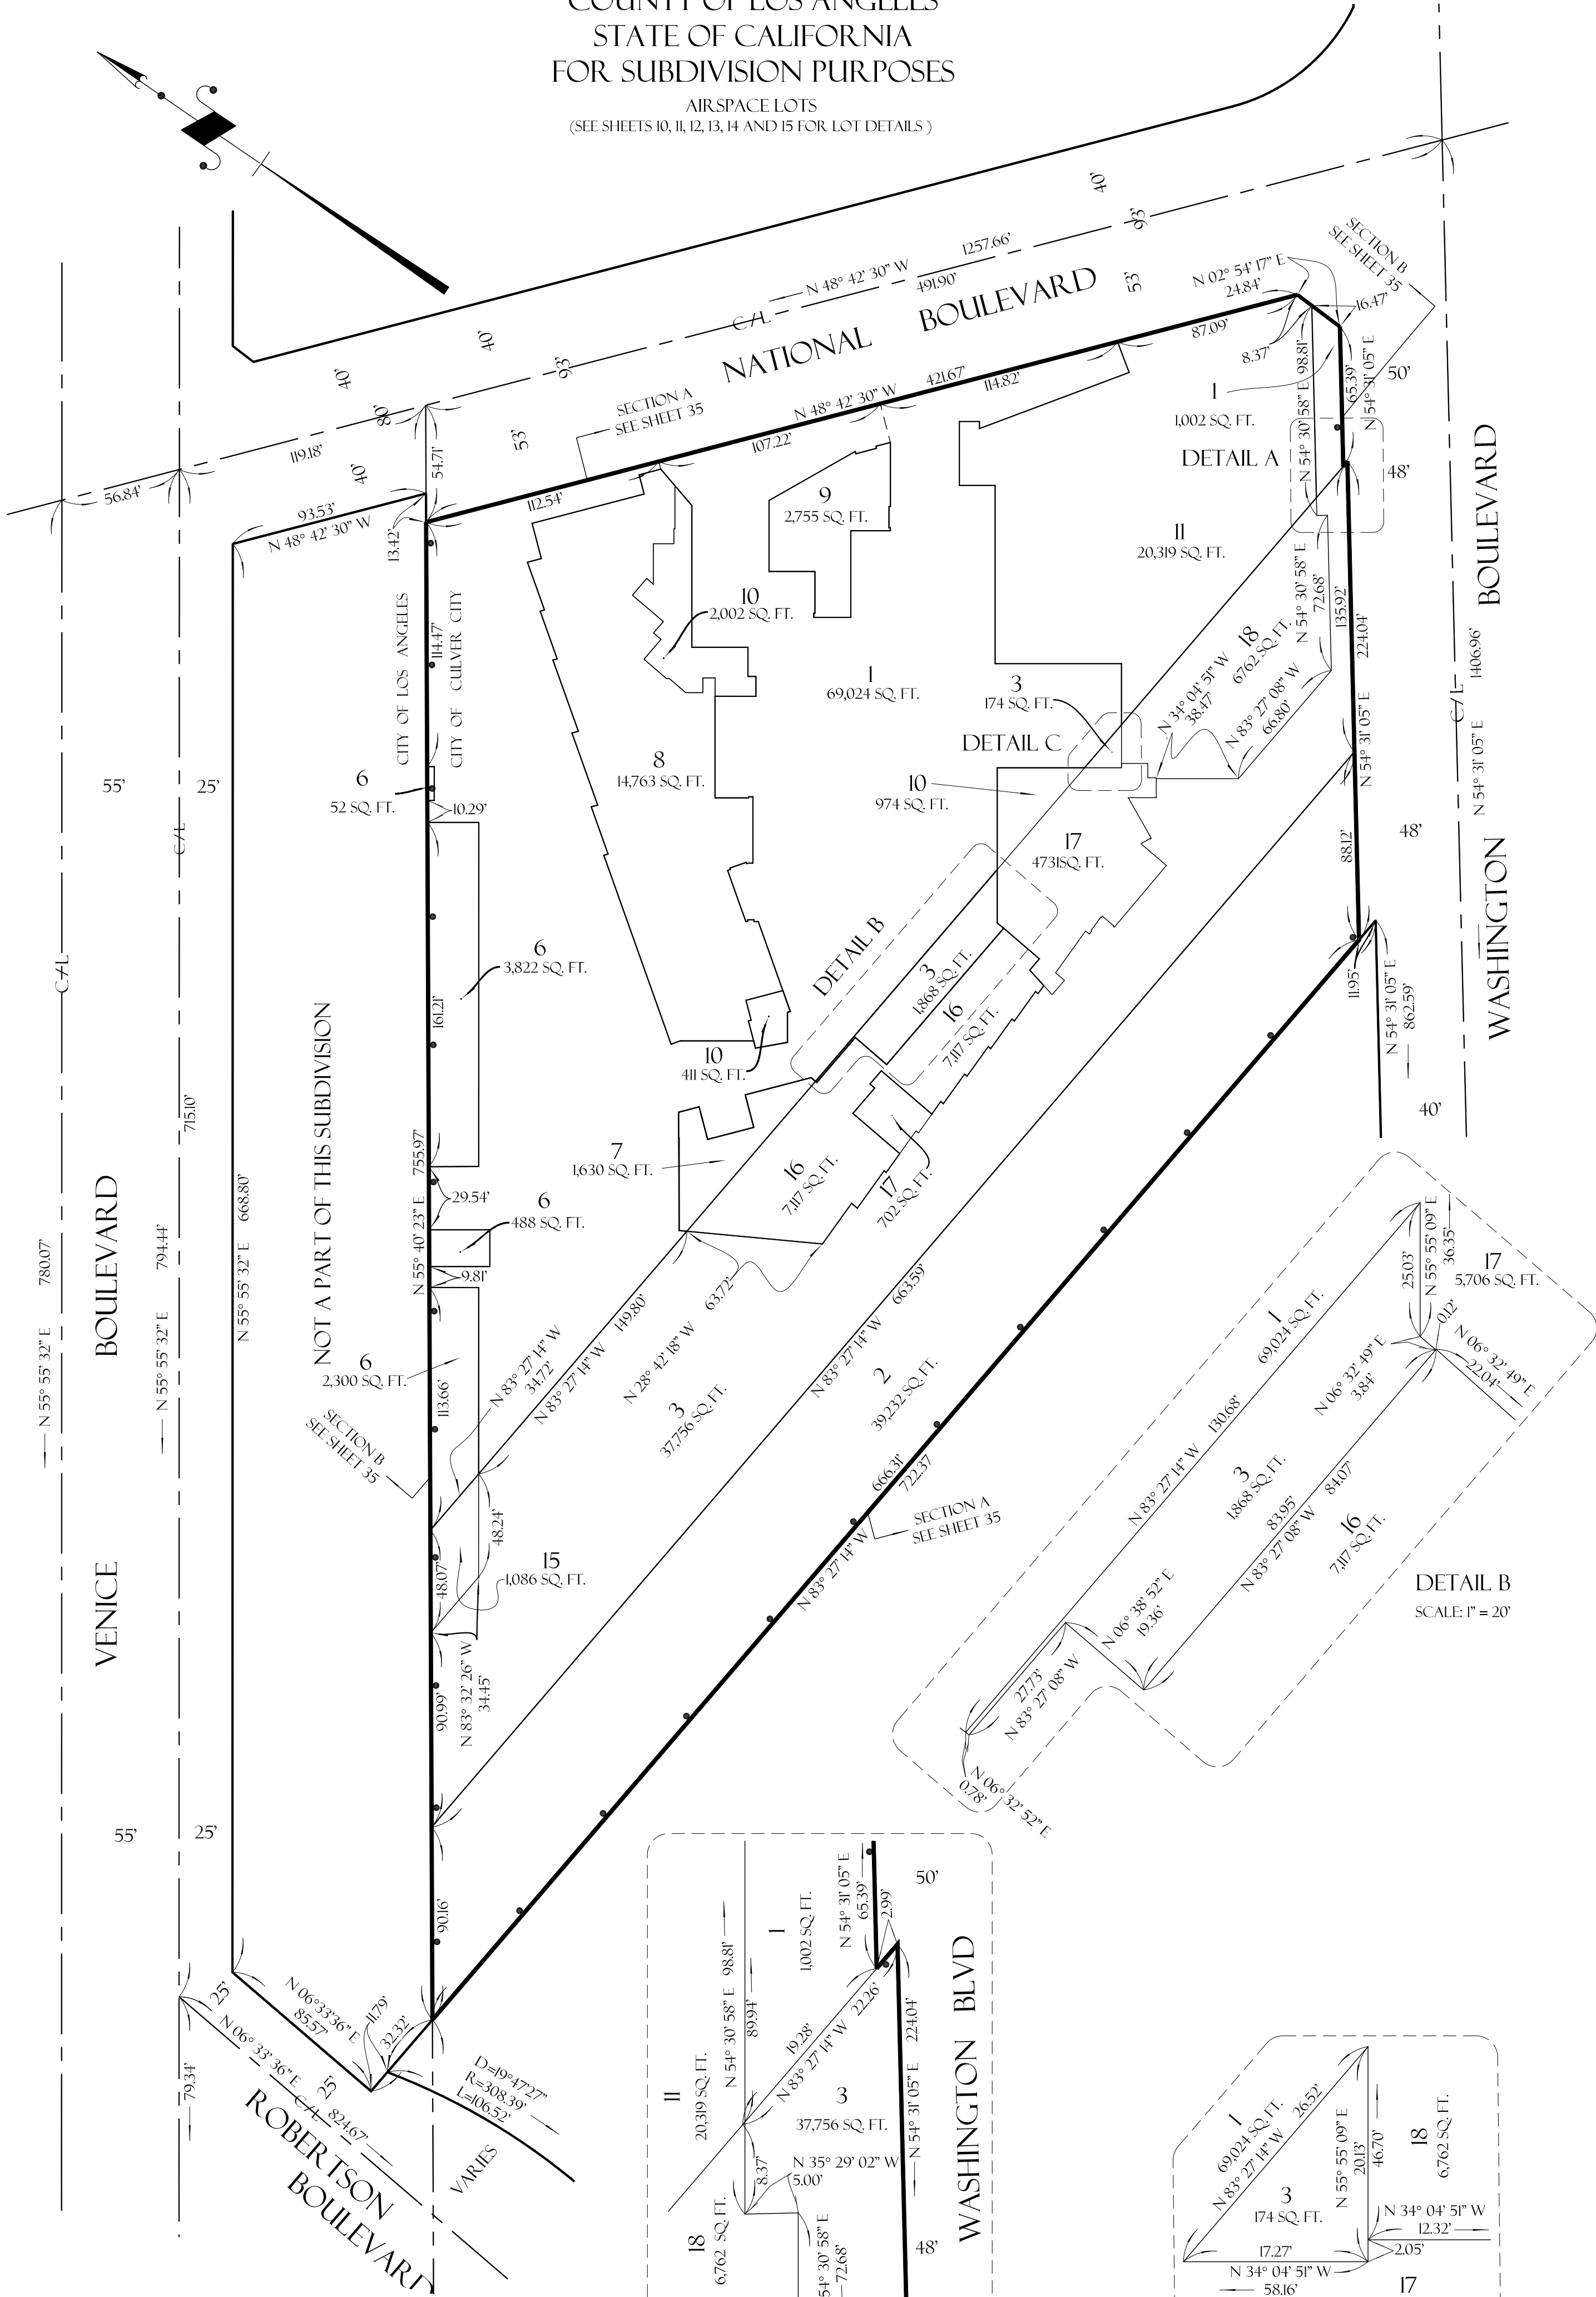 COUNTY OF LOS ANGELES
STATE OF CALIFORNIA
FOR SUBDIVISION PURPOSES
AIRSPACE LOTS
(SEE SHEETS 10, 11, 12, 13, 14 AND 15 FOR LOT DETAILS )
40'
93'
1257.66'
N 48° 42' 30" W
491.90'
C/L
NATIONAL BOULEVARD
53'
N 02° 54' 17" E
24.84'
SECTION B
SEE SHEET 35
16.47'
87.09'
8.37'
N 54° 30' 58" E 98.81'
65.39'
N 54° 31' 05" E
50'
1
1,002 SQ. FT.
DETAIL A
48'
40'
93'
40'
80'
53'
SECTION A
SEE SHEET 35
N 48° 42' 30" W
421.67'
114.82'
107.22'
112.54'
119.18'
40'
54.71'
56.84'
93.53'
N 48° 42' 30" W
13.42'
9
2,755 SQ. FT.
11
20,319 SQ. FT.
BOULEVARD
CITY OF LOS ANGELES
114.47'
CITY OF CULVER CITY
10
2,002 SQ. FT.
N 54° 30' 58" E
72.68'
135.92'
224.04'
1
69,024 SQ. FT.
3
174 SQ. FT.
N 34° 04' 51" W
38.47'
18
6762 SQ. FT.
N 83° 27' 08" W
66.80'
N 54° 31' 05" E
C/L
1406.96'
N 54° 31' 05" E
DETAIL C
8
14,763 SQ. FT.
6
52 SQ. FT.
55'
25'
C/L
10.29'
10
974 SQ. FT.
17
4731SQ. FT.
88.12'
48'
WASHINGTON
C/L
DETAIL B
6
3,822 SQ. FT.
161.21'
3
1,868 SQ. FT.
16
7,117 SQ. FT.
11.95'
N 54° 31' 05" E
862.59'
40'
10
411 SQ. FT.
NOT A PART OF THIS SUBDIVISION
715.10'
755.97'
7
1,630 SQ. FT.
16
7,117 SQ. FT.
17
702 SQ. FT.
BOULEVARD
668.80'
N 55° 55' 32" E
29.54'
6
488 SQ. FT.
N 55° 40' 23" E
9.81'
780.07'
N 55° 55' 32" E
794.44'
N 55° 55' 32" E
149.80'
63.72'
663.59'
6
2,300 SQ. FT.
113.66'
N 83° 27' 14" W
34.72'
N 83° 27' 14" W
N 28° 42' 18" W
N 83° 27' 14" W
3
37,756 SQ. FT.
2
39,232 SQ. FT.
SECTION B
SEE SHEET 35
666.31'
722.37
SECTION A
SEE SHEET 35
N 83° 27' 14" W
48.24'
15
1,086 SQ. FT.
48.07'
VENICE
N 83° 32' 26" W
34.45'
90.99'
55'
25'
90.16'
25.03'
N 55° 55' 09" E
36.35'
17
5,706 SQ. FT.
0.12'
1
69,024 SQ. FT.
N 06° 32' 49" E
3.84'
N 06° 32' 49" E
22.04'
130.68'
N 83° 27' 14" W
3
1,868 SQ. FT.
84.07'
83.95'
N 83° 27' 08" W
16
7,117 SQ. FT.
DETAIL B
SCALE: 1" = 20'
N 06° 38' 52" E
19.36'
27.73'
N 83° 27' 08" W
N 06° 32' 52" E
0.78'
25'
N 06°33'36" E
85.57'
11.79'
32.32'
N 06° 33' 36" E
25'
C/L
824.67'
79.34'
D=19°47'27"
R=308.39'
L=106.52'
ROBERTSON
BOULEVARD
VARIES
N 54° 31' 05" E
65.39'
2.99'
50'
1
1,002 SQ. FT.
98.81'
N 54° 30' 58" E
89.94'
22.26'
19.28'
N 83° 27' 14" W
224.04'
WASHINGTON BLVD
11
20,319 SQ. FT.
3
37,756 SQ. FT.
N 54° 31' 05" E
N 35° 29' 02" W
5.00'
8.37'
18
6,762 SQ. FT.
54° 30' 58" E
72.68'
48'
1
69,024 SQ. FT.
26.52'
N 83° 27' 14" W
N 55° 55' 09" E
20.13'
46.70'
18
6,762 SQ. FT.
3
174 SQ. FT.
N 34° 04' 51" W
12.32'
2.05'
17.27'
N 34° 04' 51" W
58.16'
17